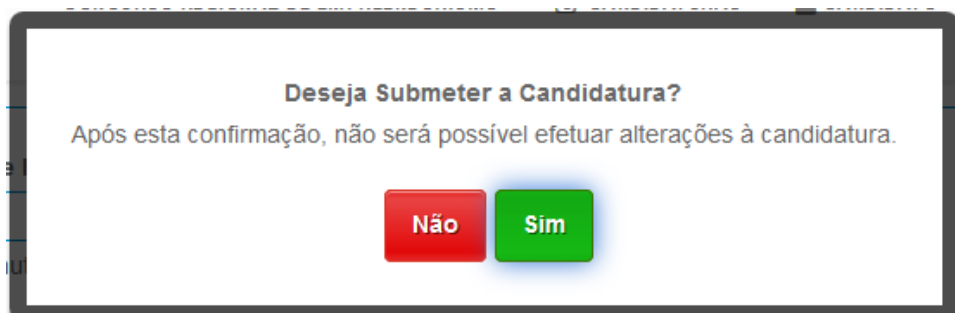 Deseja Submeter a Candidatura?
Após esta confirmação, não será possível efetuar alterações à candidatura.
Não
Sim